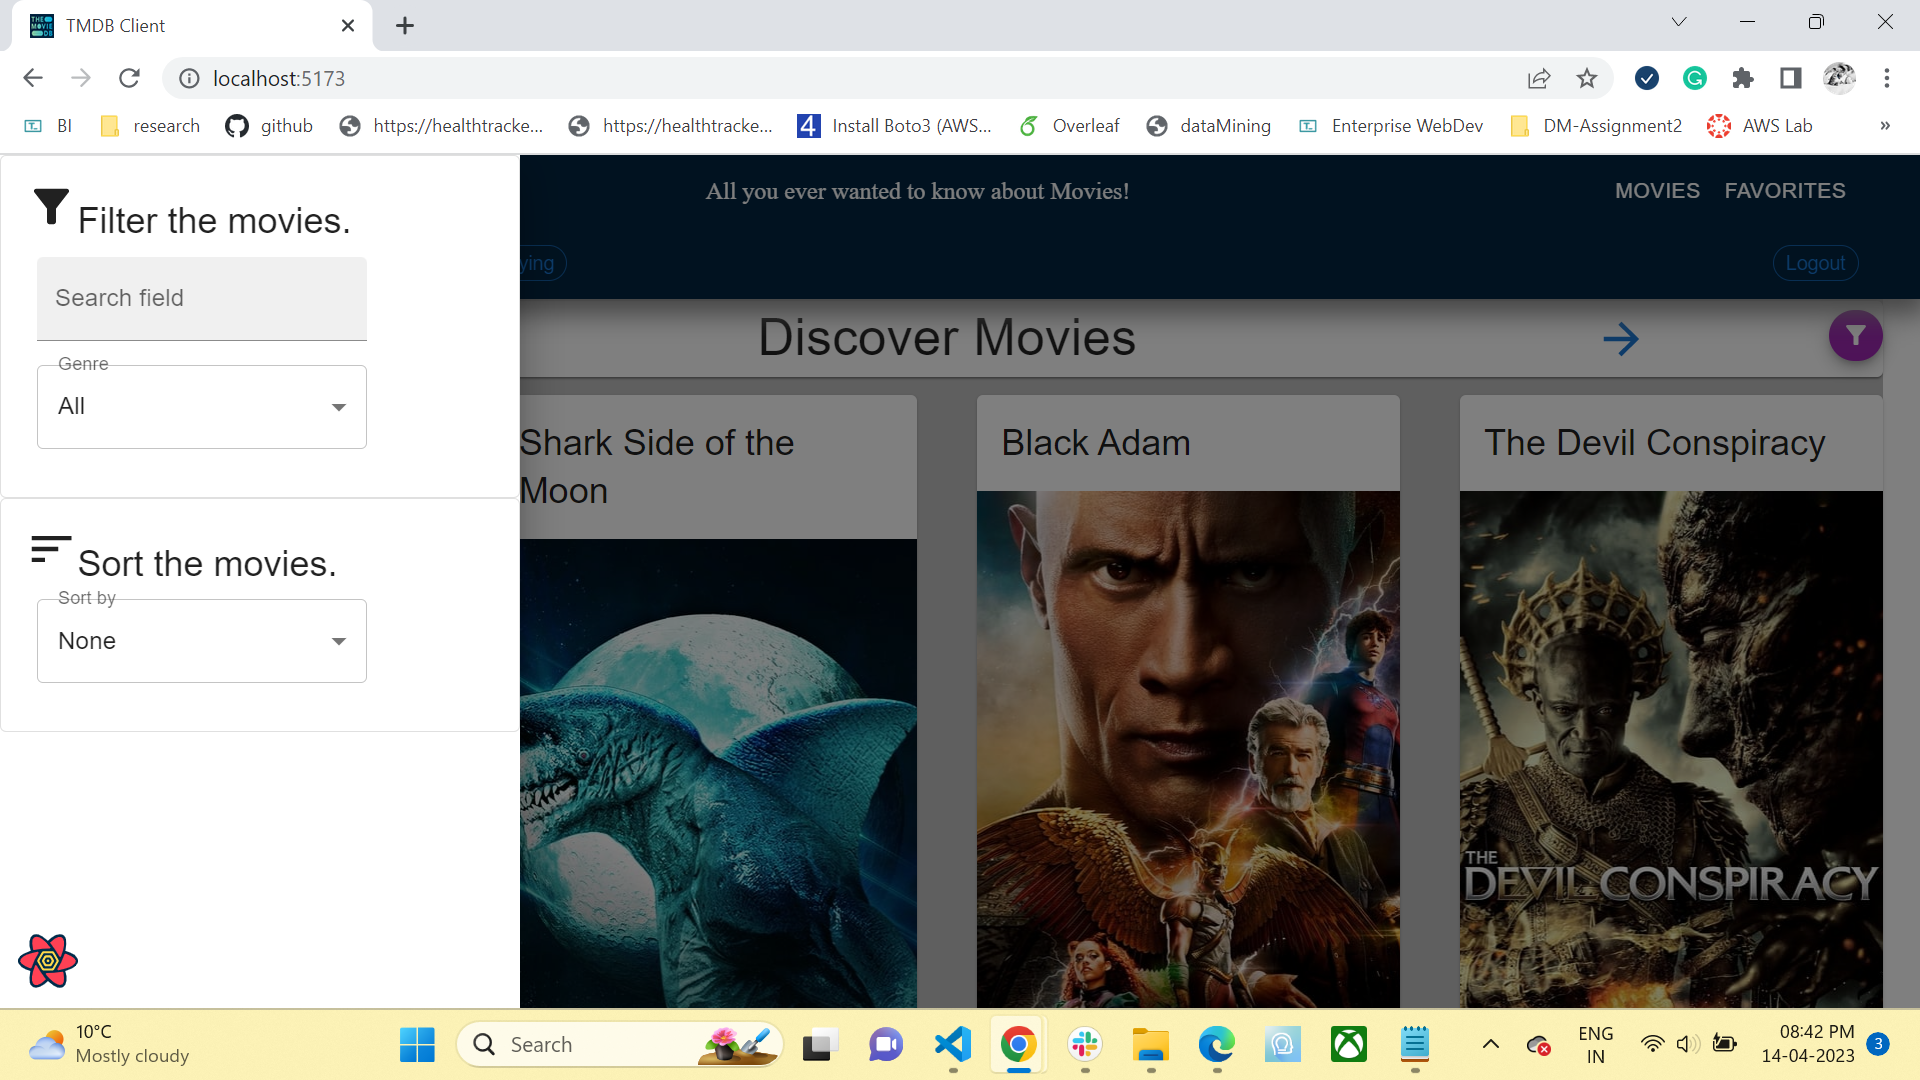 TMDB Client
localhost:5173
BI
research
github
https://healthtracke...
https://healthtracke...
Install Boto3 (AWS...
Overleaf
dataMining
Enterprise WebDev
DM-Assignment2
AWS Lab
»
Filter the movies.
Search field
Genre
All
Sort the movies.
Sort by
None
All you ever wanted to know about Movies!
MOVIES
FAVORITES
ying
Logout
Discover Movies
Shark Side of the
Moon
Black Adam
The Devil Conspiracy
THE
DEVIL CONSPIRACY
10°C
Mostly cloudy
Search
ENG
IN
08:42 PM
14-04-2023
3